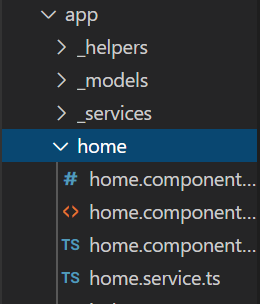 app
_helpers
_models
_services
home
# home.component...
<> home.component...
TS home.component...
TS home.service.ts